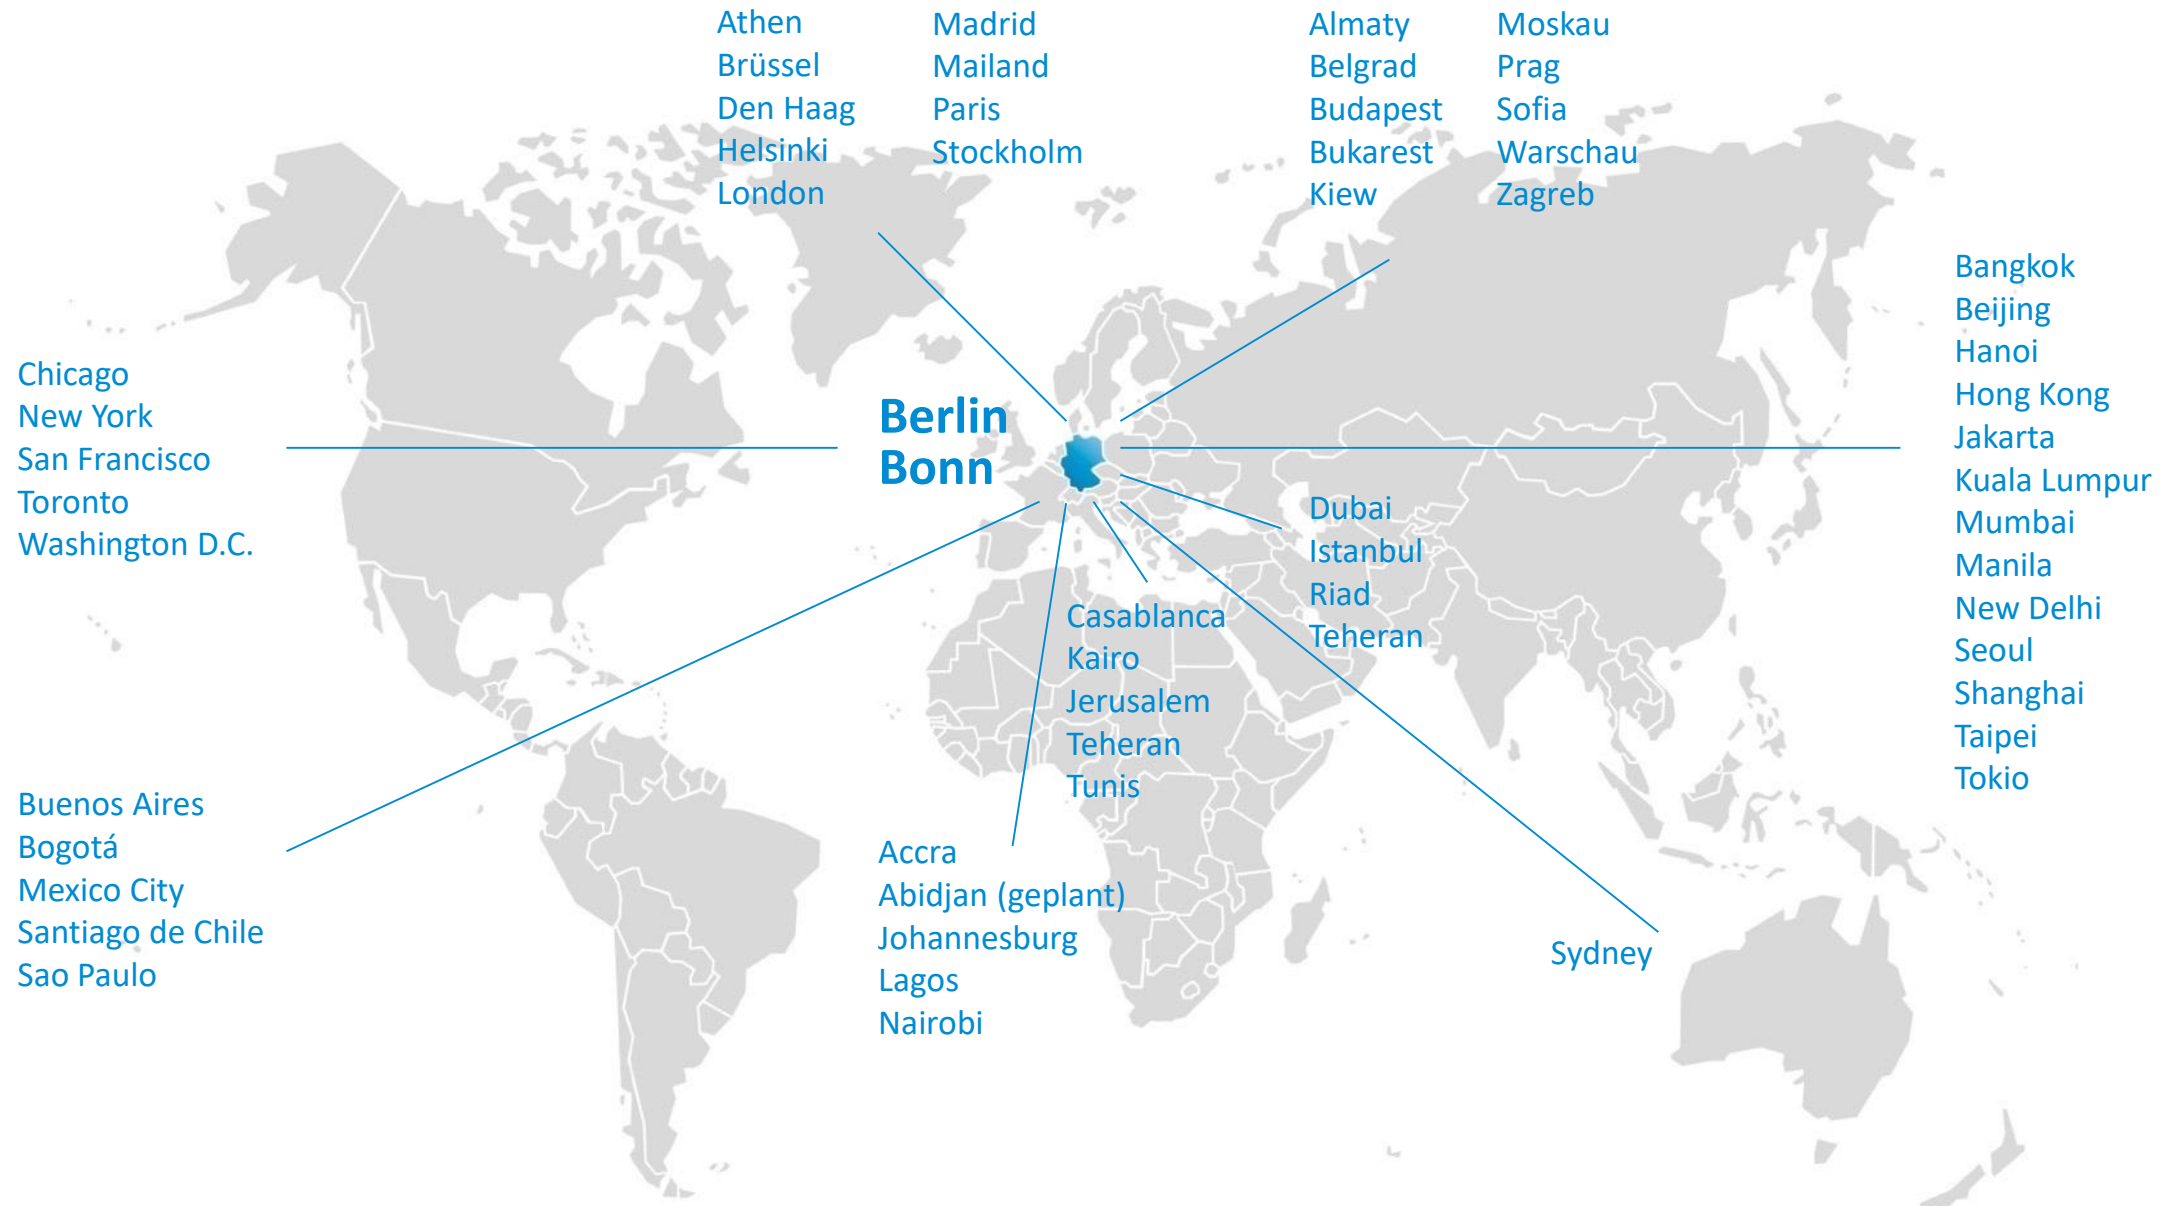 Athen
Brüssel
Den Haag
Helsinki
London
Madrid
Mailand
Paris
Stockholm
Almaty
Belgrad
Budapest
Bukarest
Kiew
Moskau
Prag
Sofia
Warschau
Zagreb
Chicago
New York
San Francisco
Toronto
Washington D.C.
Berlin
Bonn
Bangkok
Beijing
Hanoi
Hong Kong
Jakarta
Kuala Lumpur
Mumbai
Manila
New Delhi
Seoul
Shanghai
Taipei
Tokio
Dubai
Istanbul
Riad
Teheran
Casablanca
Kairo
Jerusalem
Teheran
Tunis
Buenos Aires
Bogotá
Mexico City
Santiago de Chile
Sao Paulo
Accra
Abidjan (geplant)
Johannesburg
Lagos
Nairobi
Sydney